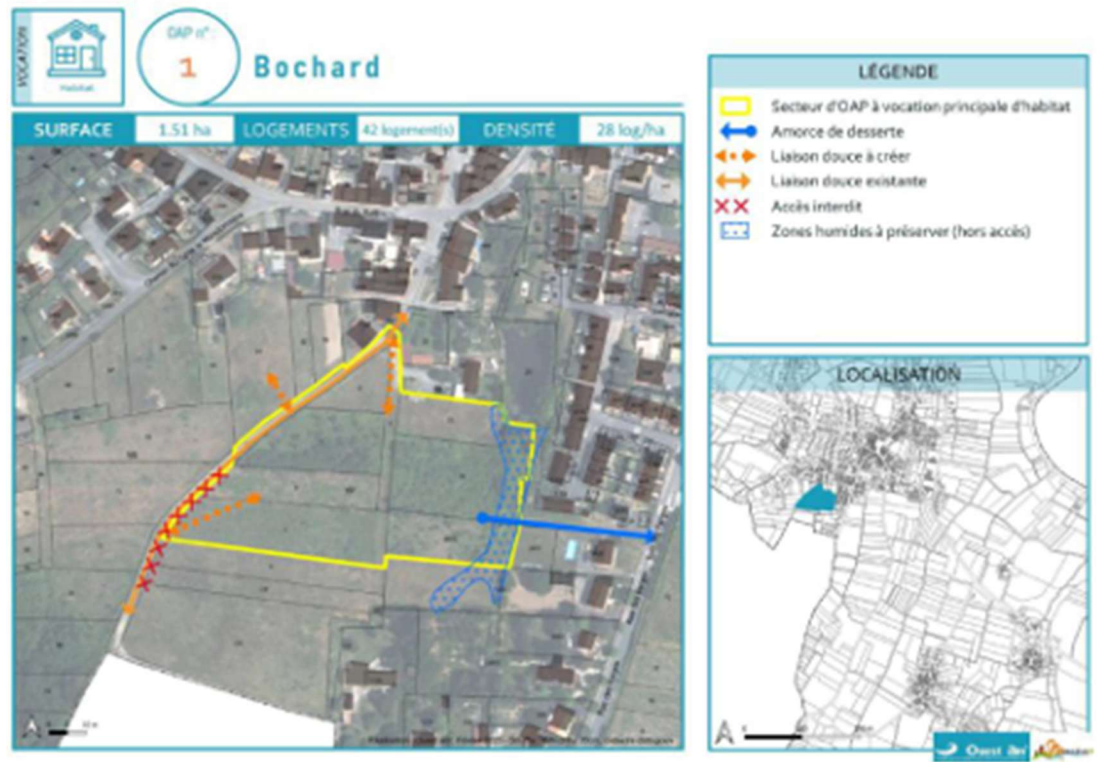 VOCATION
Habitat
OAP n° :
1
Bochard
SURFACE 1.51 ha LOGEMENTS 42 logement(s) DENSITÉ 28 log/ha
LÉGENDE
Secteur d'OAP à vocation principale d'habitat
Amorce de desserte
Liaison douce à créer
Liaison douce existante
Accès interdit
Zones humides à préserver (hors accès)
LOCALISATION
Ouest Am'